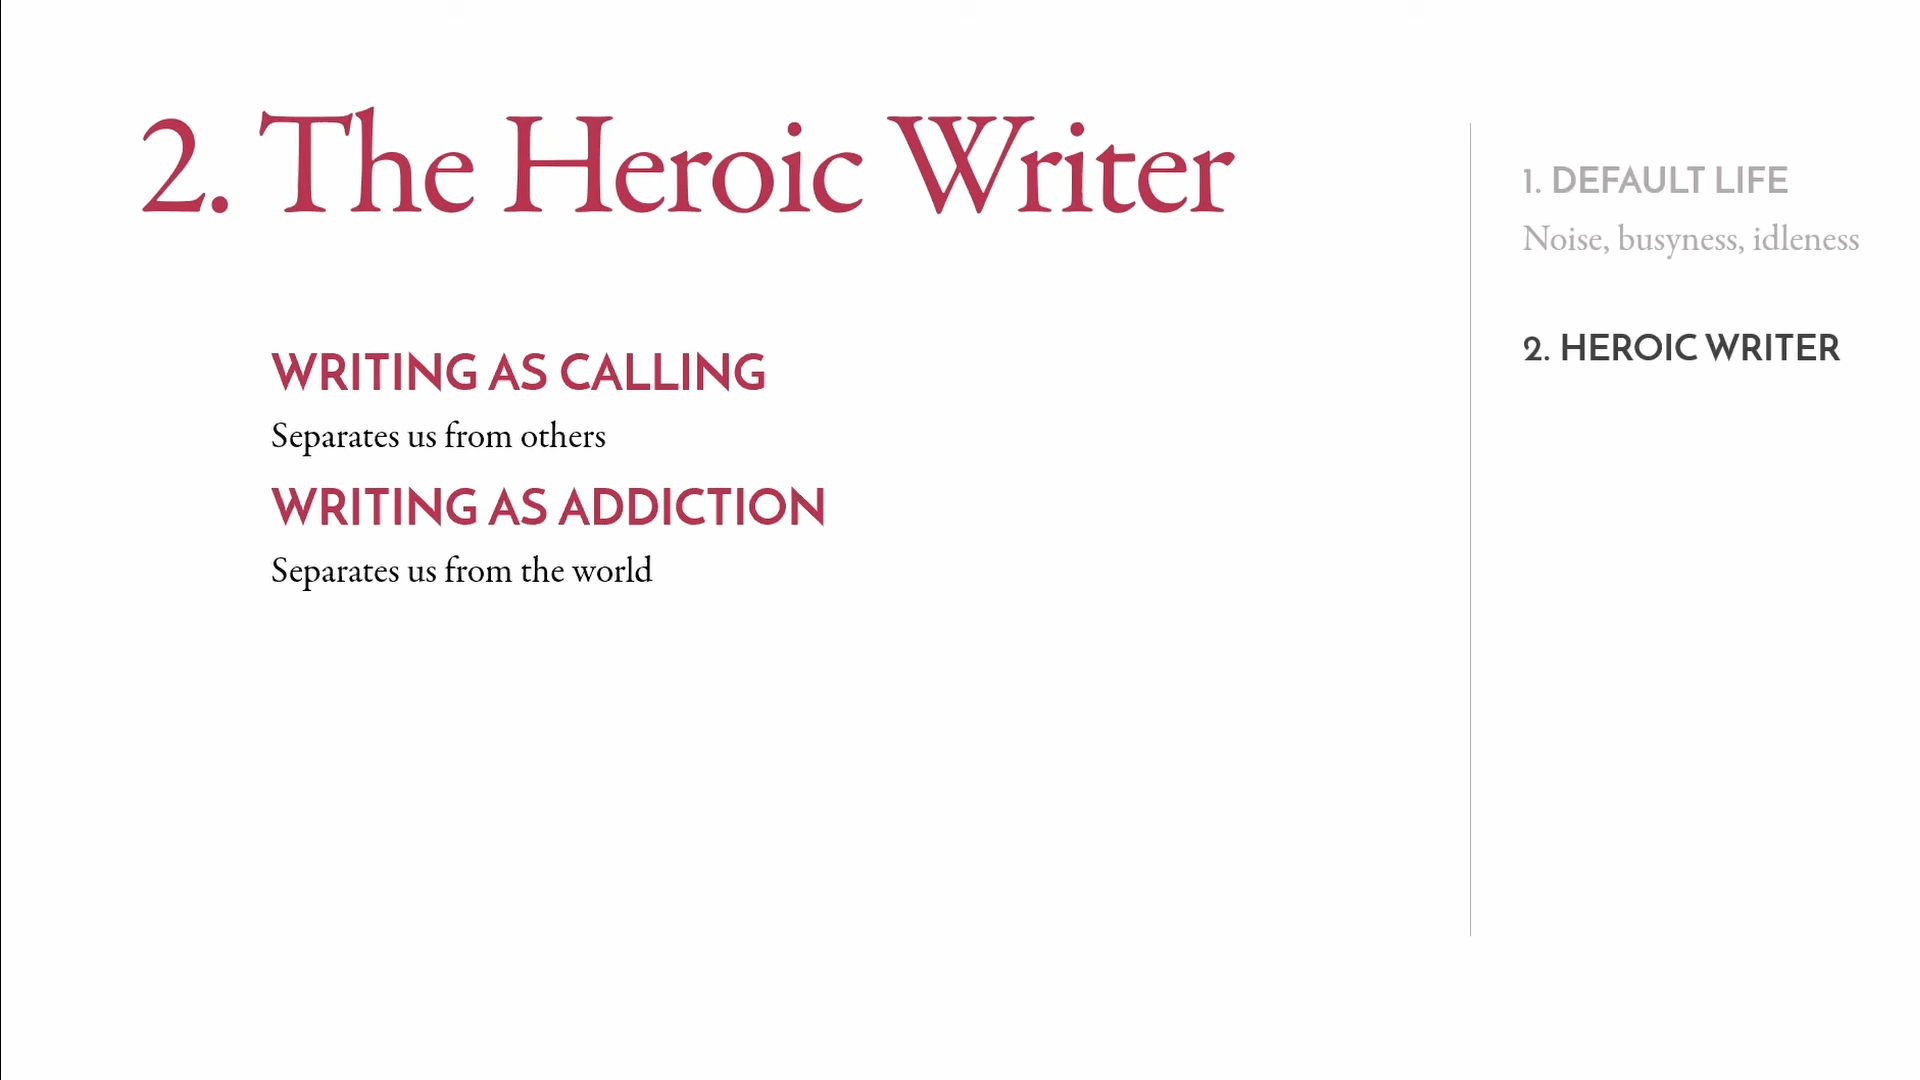 2. The Heroic Writer
WRITING AS CALLING
Separates us from others
WRITING AS ADDICTION
Separates us from the world
1. DEFAULT LIFE
Noise, busyness, idleness
2. HEROIC WRITER